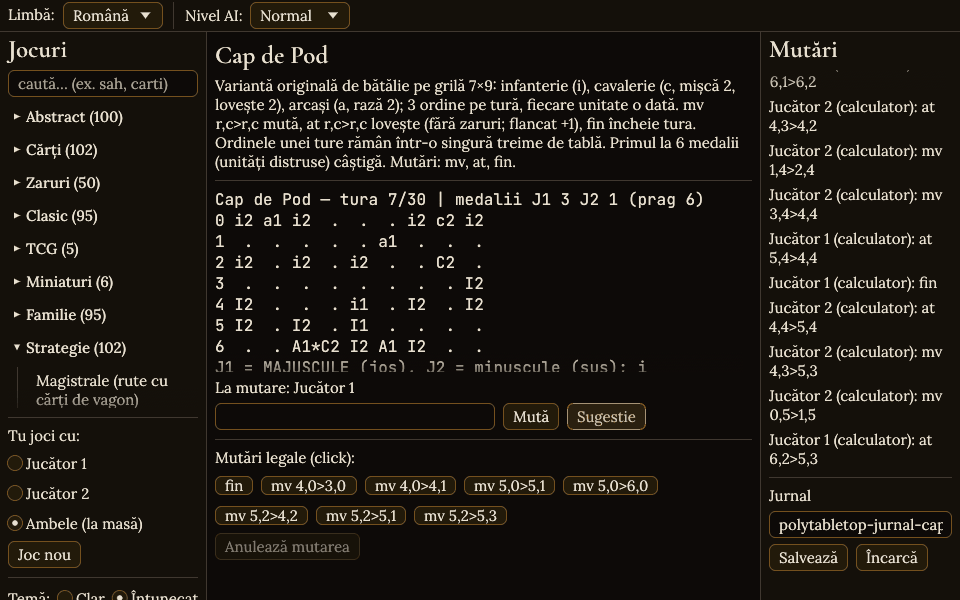 Limbă: Română ▼ Nivel AI: Normal ▼
Jocuri
caută... (ex. sah, carti)
▸ Abstract (100)
▸ Cărți (102)
▸ Zaruri (50)
▸ Clasic (95)
▸ TCG (5)
▸ Miniaturi (6)
▸ Familie (95)
▾ Strategie (102)
Magistrale (rute cu
cărți de vagon)
Tu joci cu:
Jucător 1
Jucător 2
Ambele (la masă)
Joc nou
Temă: Clar Întunecat
Cap de Pod
Variantă originală de bătălie pe grilă 7×9: infanterie (i), cavalerie (c, mișcă 2,
lovește 2), arcași (a, rază 2); 3 ordine pe tură, fiecare unitate o dată. mv
r,c>r,c mută, at r,c>r,c lovește (fără zaruri; flancat +1), fin încheie tura.
Ordinele unei ture rămân într-o singură treime de tablă. Primul la 6 medalii
(unități distruse) câștigă. Mutări: mv, at, fin.
Cap de Pod — tura 7/30 | medalii J1 3 J2 1 (prag 6)
0 i2 a1 i2 . . . i2 c2 i2
1 . . . . . a1 . . .
2 i2 . i2 . i2 . . C2 .
3 . . . . . . . . I2
4 I2 . . . i1 . I2 . I2
5 I2 . I2 . I1 . . . .
6 . . A1*C2 I2 A1 I2 . .
J1 = MAJUSCULE (jos), J2 = minuscule (sus); i
La mutare: Jucător 1
Mută Sugestie
Mutări legale (click):
fin mv 4,0>3,0 mv 4,0>4,1 mv 5,0>5,1 mv 5,0>6,0
mv 5,2>4,2 mv 5,2>5,1 mv 5,2>5,3
Anulează mutarea
Mutări
6,1>6,2
Jucător 2 (calculator): at
4,3>4,2
Jucător 2 (calculator): mv
1,4>2,4
Jucător 2 (calculator): mv
3,4>4,4
Jucător 1 (calculator): at
5,4>4,4
Jucător 1 (calculator): fin
Jucător 2 (calculator): at
4,4>5,4
Jucător 2 (calculator): mv
4,3>5,3
Jucător 2 (calculator): mv
0,5>1,5
Jucător 1 (calculator): at
6,2>5,3
Jurnal
polytabletop-jurnal-cap
Salvează Încarcă